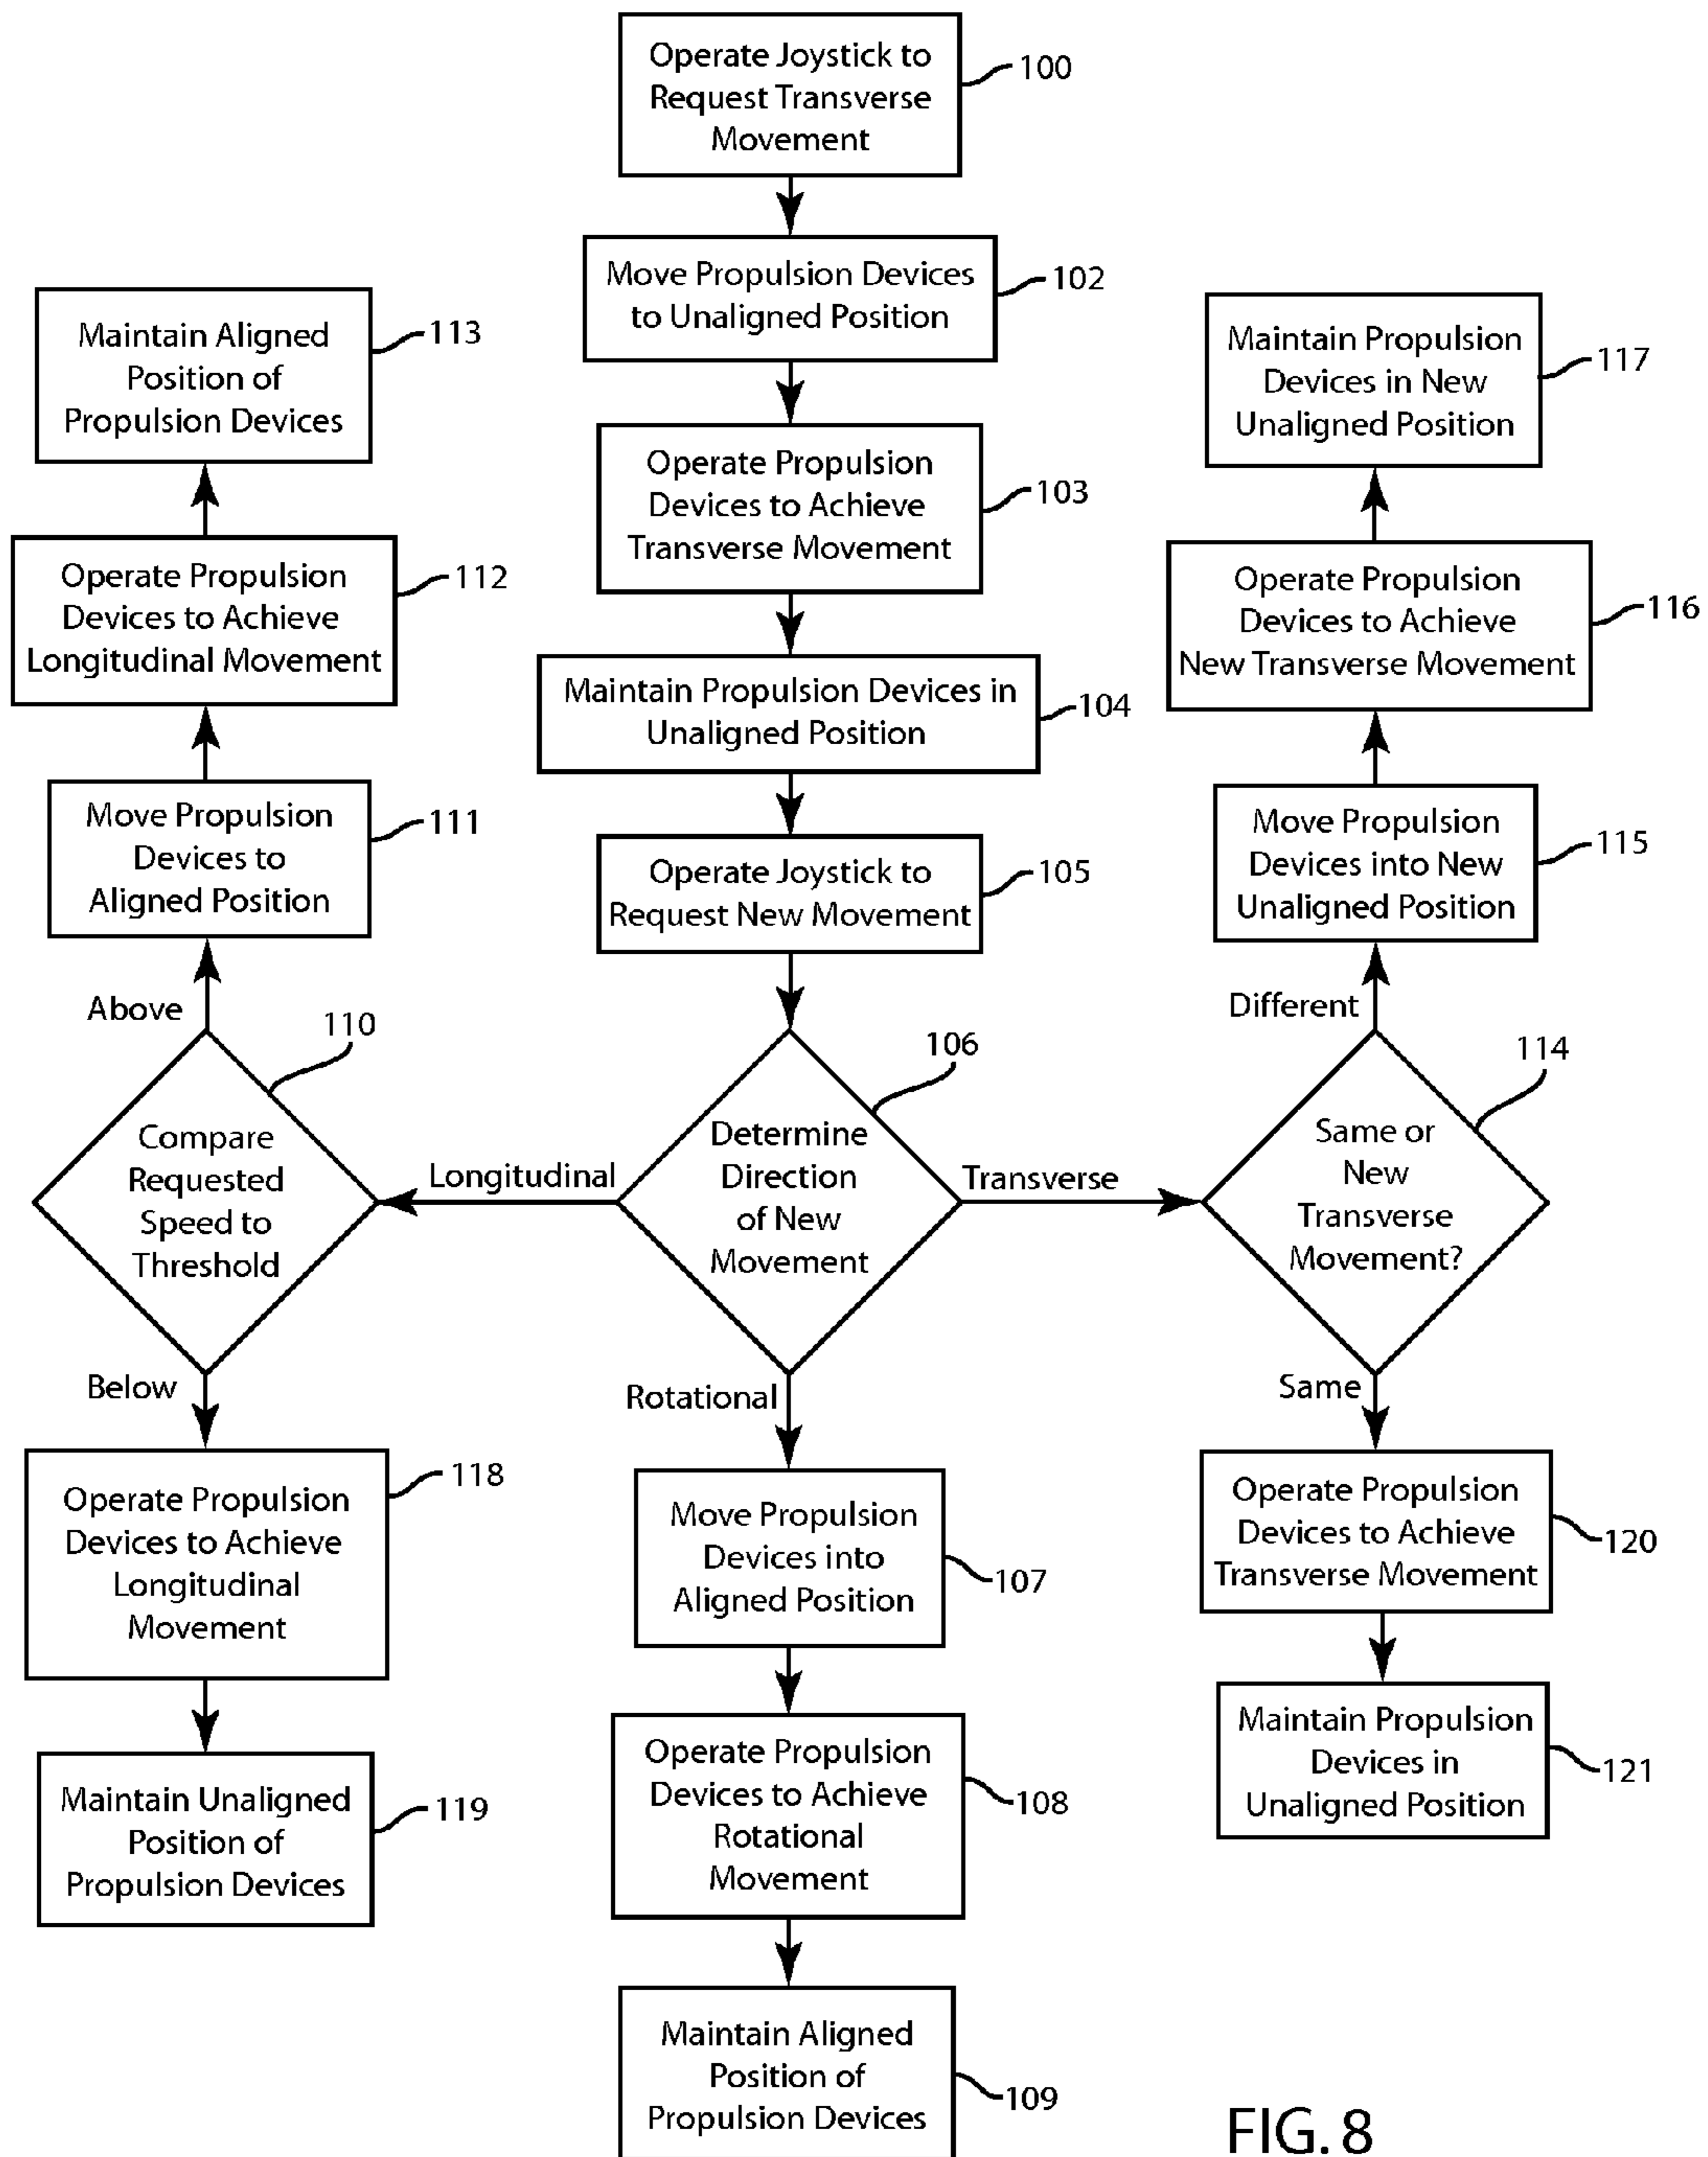 Operate Joystick to
Request Transverse
Movement
100
Move Propulsion Devices
to Unaligned Position
102
Operate Propulsion
Devices to Achieve
Transverse Movement
103
Maintain Propulsion Devices in
Unaligned Position
104
Operate Joystick to
Request New Movement
105
Determine
Direction
of New
Movement
106
Longitudinal
Transverse
Rotational
Move Propulsion
Devices into
Aligned Position
107
Operate Propulsion
Devices to Achieve
Rotational
Movement
108
Maintain Aligned
Position of
Propulsion Devices
109
Compare
Requested
Speed to
Threshold
110
Above
Move Propulsion
Devices to
Aligned Position
111
Operate Propulsion
Devices to Achieve
Longitudinal Movement
112
Maintain Aligned
Position of
Propulsion Devices
113
Below
Operate Propulsion
Devices to Achieve
Longitudinal
Movement
118
Maintain Unaligned
Position of
Propulsion Devices
119
Same or
New
Transverse
Movement?
114
Different
Move Propulsion
Devices into New
Unaligned Position
115
Operate Propulsion
Devices to Achieve
New Transverse Movement
116
Maintain Propulsion
Devices in New
Unaligned Position
117
Same
Operate Propulsion
Devices to Achieve
Transverse Movement
120
Maintain Propulsion
Devices in
Unaligned Position
121
FIG. 8